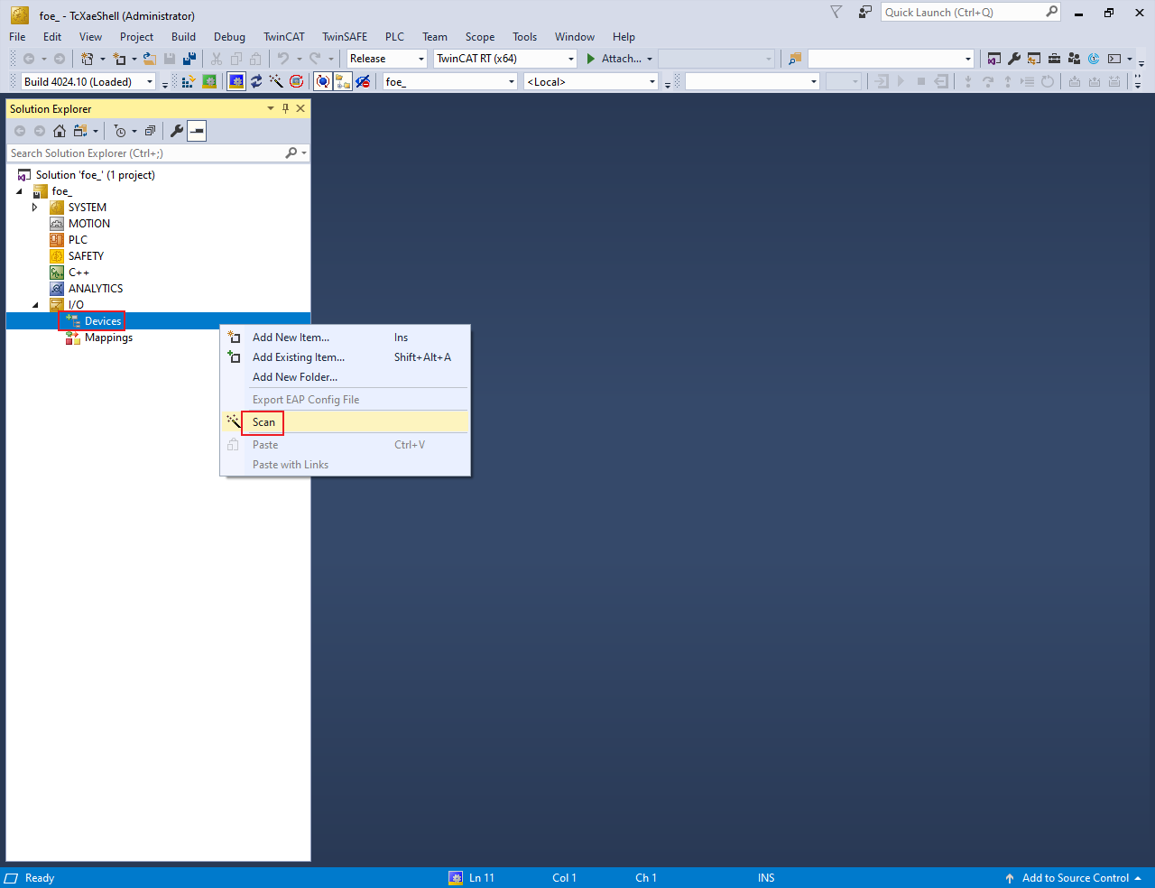 foe_ - TcXaeShell (Administrator)
Quick Launch (Ctrl+Q)
File Edit View Project Build Debug TwinCAT TwinSAFE PLC Team Scope Tools Window Help
Release TwinCAT RT (x64) Attach...
Build 4024.10 (Loaded) foe_ <Local>
Solution Explorer
Search Solution Explorer (Ctrl+;)
Solution 'foe_' (1 project)
foe_
SYSTEM
MOTION
PLC
SAFETY
C++
ANALYTICS
I/O
Devices
Mappings
Add New Item... Ins
Add Existing Item... Shift+Alt+A
Add New Folder...
Export EAP Config File
Scan
Paste Ctrl+V
Paste with Links
Ready Ln 11 Col 1 Ch 1 INS Add to Source Control